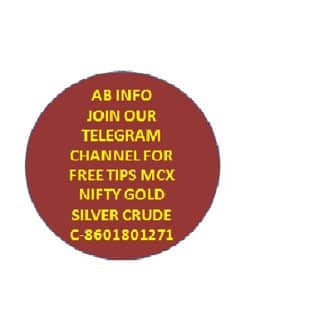 AB INFO
JOIN OUR
TELEGRAM
CHANNEL FOR
FREE TIPS MCX
NIFTY GOLD
SILVER CRUDE
C-8601801271